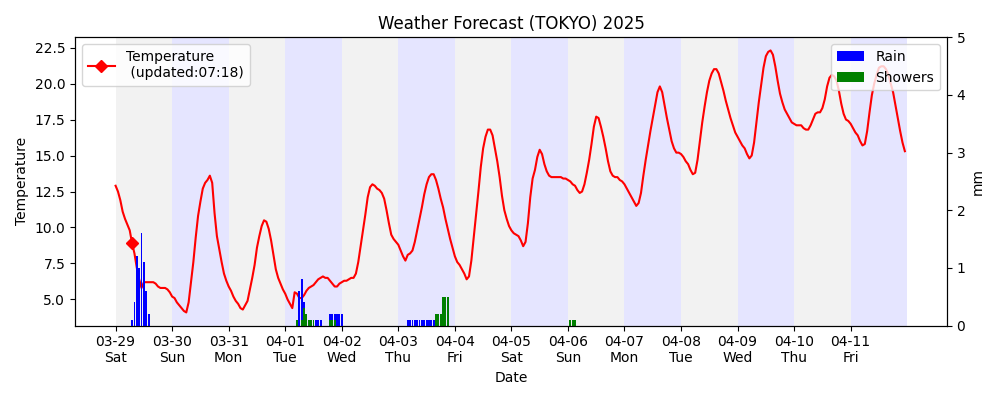 Weather Forecast (TOKYO) 2025
Temperature
(updated:07:18)
Rain
Showers
22.5
20.0
17.5
15.0
12.5
10.0
7.5
5.0
Temperature
5
4
3
2
1
0
mm
03-29 03-30 03-31 04-01 04-02 04-03 04-04 04-05 04-06 04-07 04-08 04-09 04-10 04-11
Sat Sun Mon Tue Wed Thu Fri Sat Sun Mon Tue Wed Thu Fri
Date